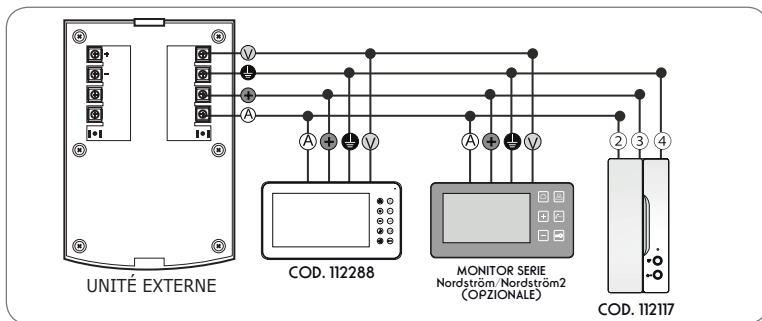 +
-
V
+
A
A
+
V
A
+
V
2
3
4
UNITÉ EXTERNE
COD. 112288
MONITOR SERIE
Nordström/Nordström2
(OPZIONALE)
COD. 112117